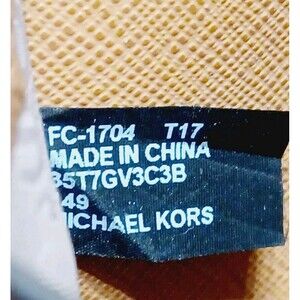 FC-1704 T17
MADE IN CHINA
35T7GV3C3B
49
MICHAEL KORS